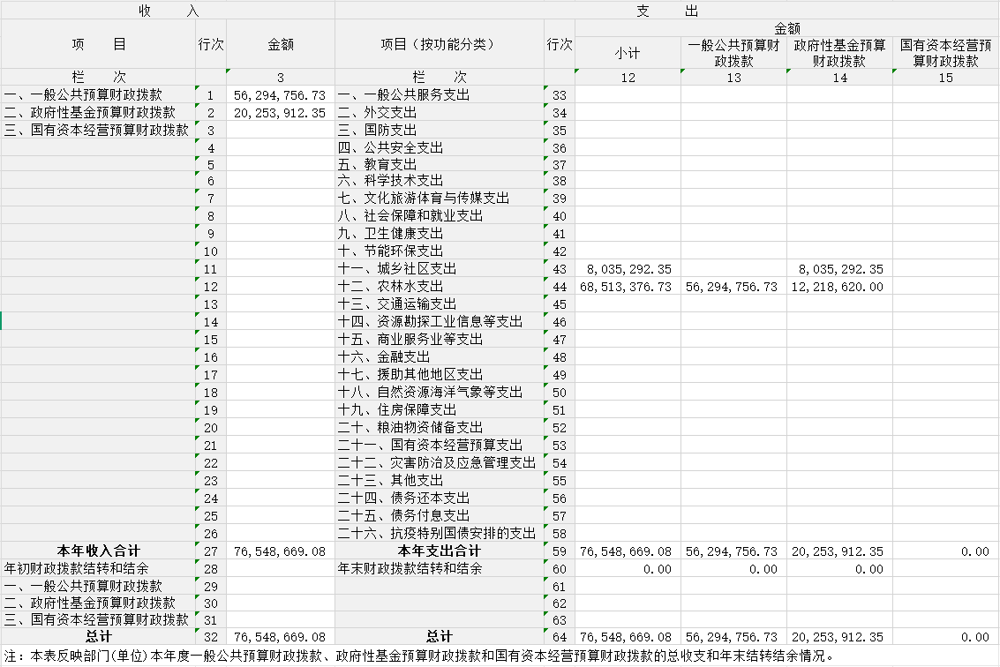 收 入 支 出
项 目 行次 金额 项目（按功能分类） 行次 金额
小计 一般公共预算财政拨款 政府性基金预算财政拨款 国有资本经营预算财政拨款
栏 次 3 栏 次 12 13 14 15
一、一般公共预算财政拨款 1 56,294,756.73 一、一般公共服务支出 33
二、政府性基金预算财政拨款 2 20,253,912.35 二、外交支出 34
三、国有资本经营预算财政拨款 3 三、国防支出 35
4 四、公共安全支出 36
5 五、教育支出 37
6 六、科学技术支出 38
7 七、文化旅游体育与传媒支出 39
8 八、社会保障和就业支出 40
9 九、卫生健康支出 41
10 十、节能环保支出 42
11 十一、城乡社区支出 43 8,035,292.35 8,035,292.35
12 十二、农林水支出 44 68,513,376.73 56,294,756.73 12,218,620.00
13 十三、交通运输支出 45
14 十四、资源勘探工业信息等支出 46
15 十五、商业服务业等支出 47
16 十六、金融支出 48
17 十七、援助其他地区支出 49
18 十八、自然资源海洋气象等支出 50
19 十九、住房保障支出 51
20 二十、粮油物资储备支出 52
21 二十一、国有资本经营预算支出 53
22 二十二、灾害防治及应急管理支出 54
23 二十三、其他支出 55
24 二十四、债务还本支出 56
25 二十五、债务付息支出 57
26 二十六、抗疫特别国债安排的支出 58
本年收入合计 27 76,548,669.08 本年支出合计 59 76,548,669.08 56,294,756.73 20,253,912.35 0.00
年初财政拨款结转和结余 28 年末财政拨款结转和结余 60 0.00 0.00 0.00
一、一般公共预算财政拨款 29 61
二、政府性基金预算财政拨款 30 62
三、国有资本经营预算财政拨款 31 63
总计 32 76,548,669.08 总计 64 76,548,669.08 56,294,756.73 20,253,912.35 0.00
注：本表反映部门(单位)本年度一般公共预算财政拨款、政府性基金预算财政拨款和国有资本经营预算财政拨款的总收支和年末结转结余情况。